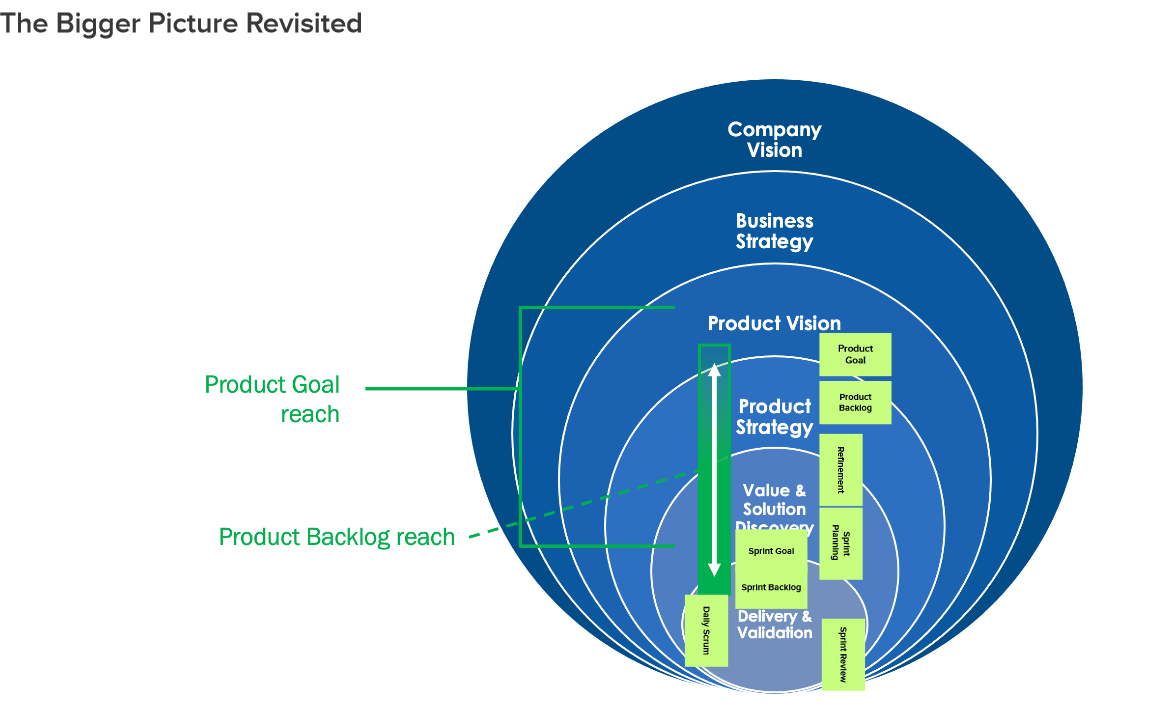 The Bigger Picture Revisited
Company
Vision
Business
Strategy
Product Vision
Product
Goal
Product Goal
reach
Product
Backlog
Product
Strategy
Refinement
Value &
Solution
Discovery
Product Backlog reach
Sprint
Planning
Sprint Goal
Sprint Backlog
Daily Scrum
Delivery &
Validation
Sprint Review